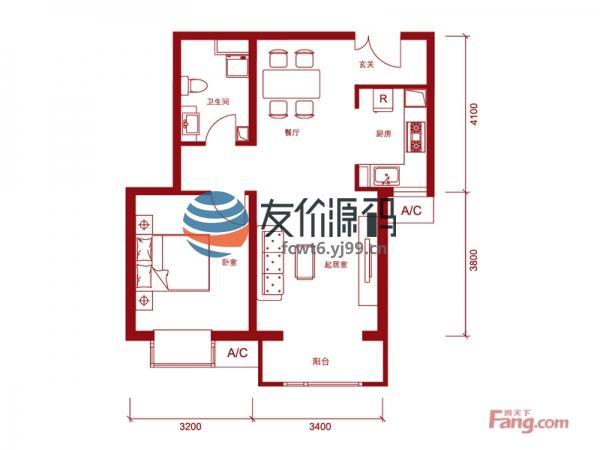 玄关
卫生间
餐厅
R
厨房
4100
友价源码
A/C
fcwt6.yj99.cn
卧室
起居室
3800
A/C
阳台
3200
3400
房天下
Fang.com